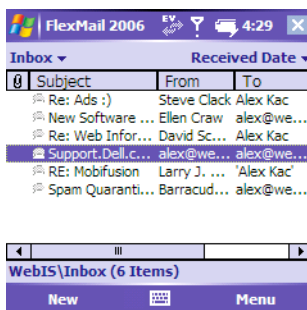 FlexMail 2006 EV 4:29
Inbox Received Date
Subject From To
Re: Ads :) Steve Clack Alex Kac
New Software ... Ellen Craw alex@we...
Re: Web Infor... David Sc... Alex Kac
Support.Dell.c... alex@we... alex@we...
RE: Mobifusion Larry J. ... 'Alex Kac'
Spam Quaranti... Barracud... alex@we...
WebIS\Inbox (6 Items)
New Menu